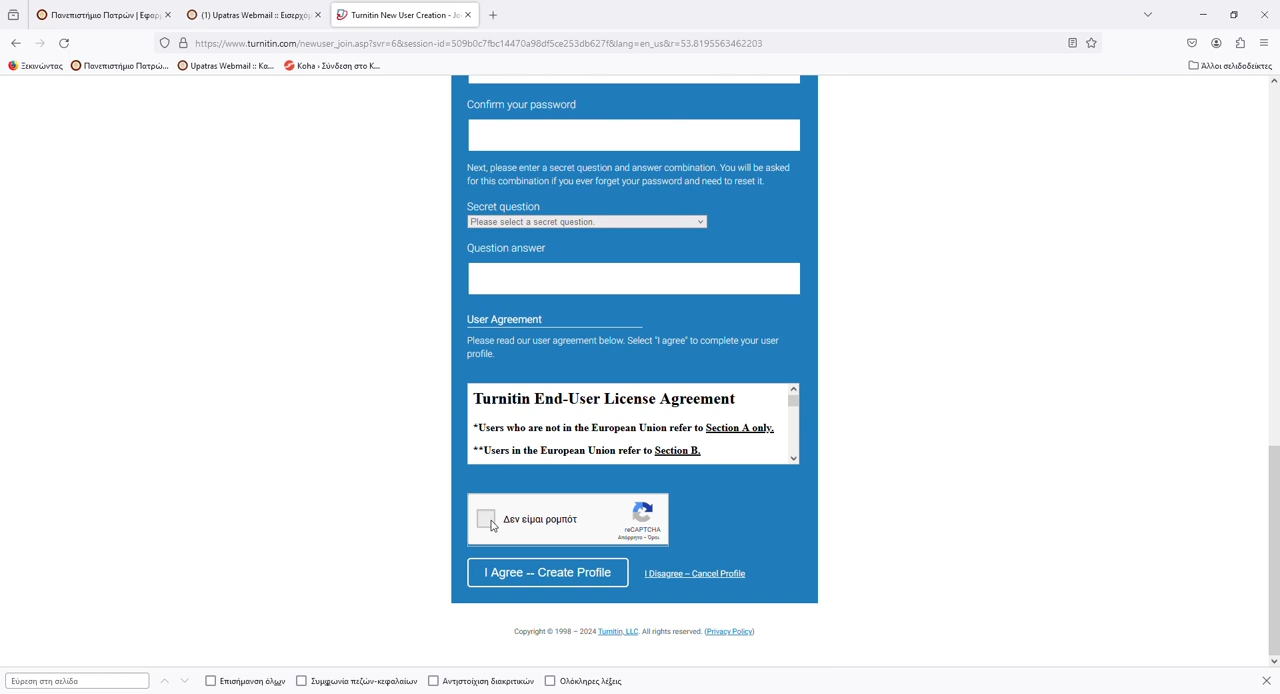 Πανεπιστήμιο Πατρών | Εφαρ
(1) Upatras Webmail :: Εισερχόμ
Turnitin New User Creation - Jo
https://www.turnitin.com/newuser_join.asp?svr=6&session-id=509b0c7fbc14470a98df5ce253db627f&lang=en_us&r=53.8195563462203
Ξεκινώντας
Πανεπιστήμιο Πατρώ...
Upatras Webmail :: Κα...
Koha › Σύνδεση στο Κ...
Άλλοι σελιδοδείκτες
Confirm your password
Next, please enter a secret question and answer combination. You will be asked
for this combination if you ever forget your password and need to reset it.
Secret question
Please select a secret question.
Question answer
User Agreement
Please read our user agreement below. Select "I agree" to complete your user
profile.
Turnitin End-User License Agreement
*Users who are not in the European Union refer to Section A only.
**Users in the European Union refer to Section B.
Δεν είμαι ρομπότ
reCAPTCHA
Απόρρητο - Όροι
I Agree -- Create Profile
I Disagree – Cancel Profile
Copyright © 1998 – 2024 Turnitin, LLC. All rights reserved. (Privacy Policy)
Εύρεση στη σελίδα
Επισήμανση όλων
Συμφωνία πεζών-κεφαλαίων
Αντιστοίχιση διακριτικών
Ολόκληρες λέξεις